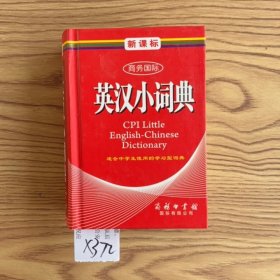 新课标
商务国际
英汉小词典
CPI Little
English-Chinese
Dictionary
适合中学生使用的学习型词典
商务印书馆
国际有限公司